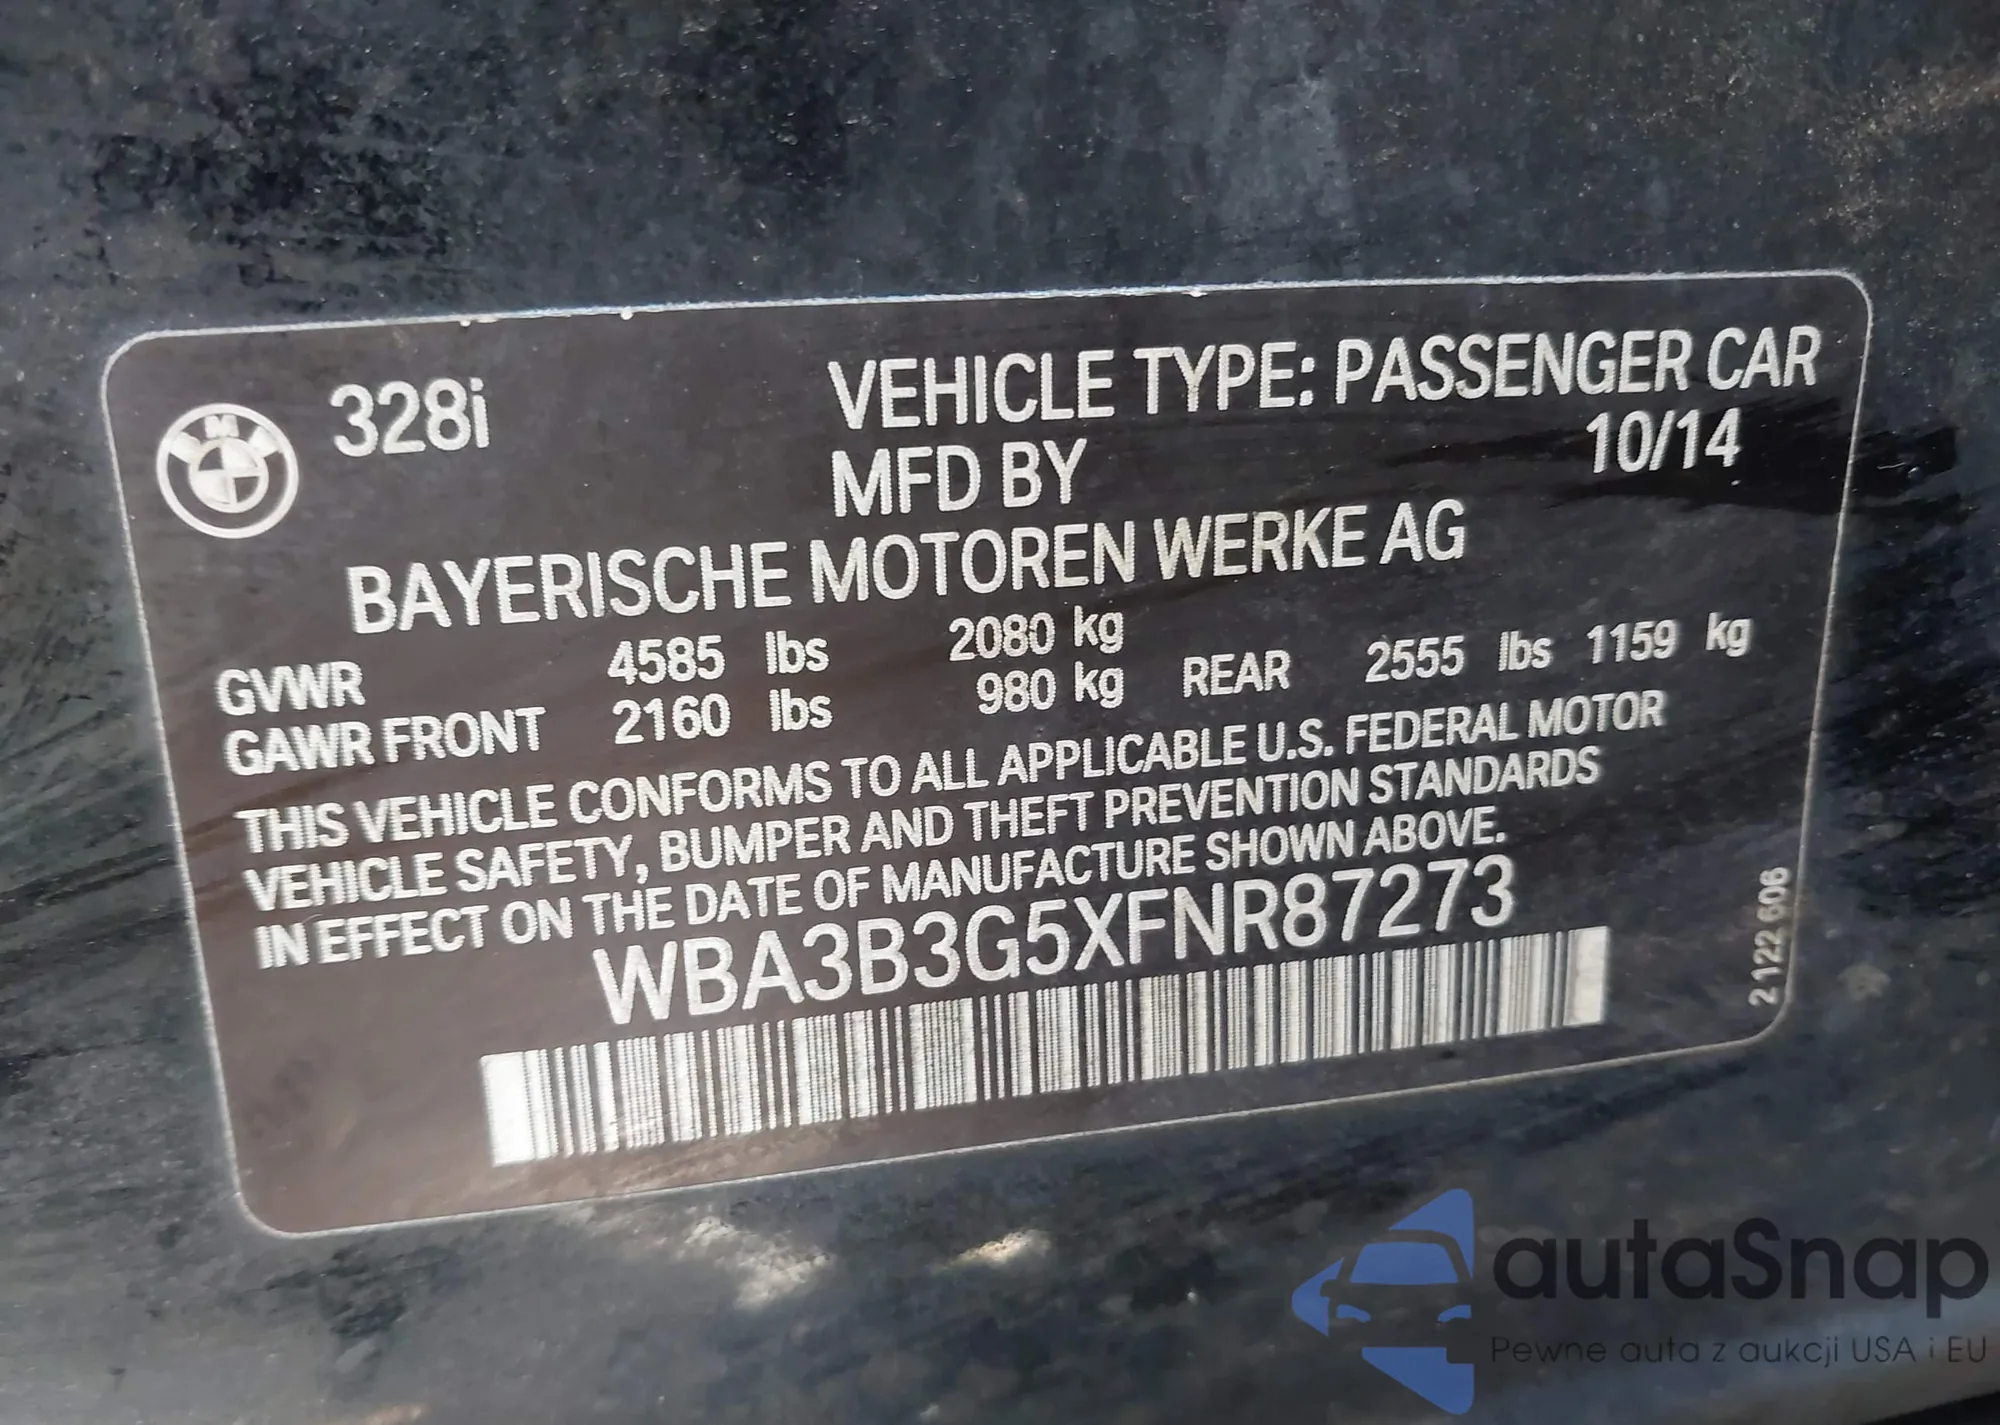 BMW 328i
VEHICLE TYPE: PASSENGER CAR
MFD BY 10/14
BAYERISCHE MOTOREN WERKE AG
GVWR 4585 lbs 2080 kg
GAWR FRONT 2160 lbs 980 kg REAR 2555 lbs 1159 kg
THIS VEHICLE CONFORMS TO ALL APPLICABLE U.S. FEDERAL MOTOR
VEHICLE SAFETY, BUMPER AND THEFT PREVENTION STANDARDS
IN EFFECT ON THE DATE OF MANUFACTURE SHOWN ABOVE.
WBA3B3G5XFNR87273
2 122 606
autaSnap
Pewne auta z aukcji USA i EU